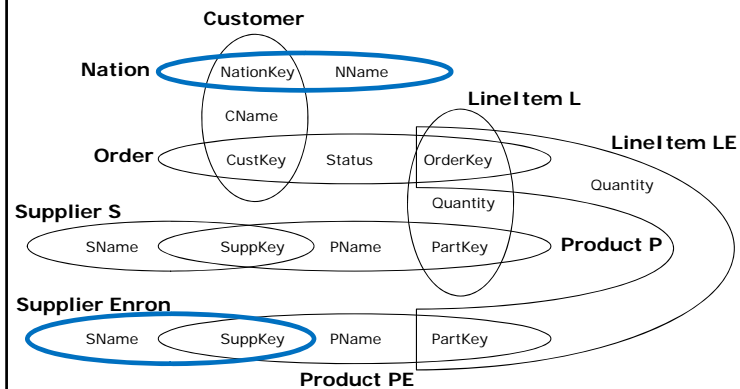 Customer
Nation NationKey NName
LineItem L
CName
LineItem LE
Order CustKey Status OrderKey
Quantity
Quantity
Supplier S
SName SuppKey PName PartKey Product P
Supplier Enron
SName SuppKey PName PartKey
Product PE